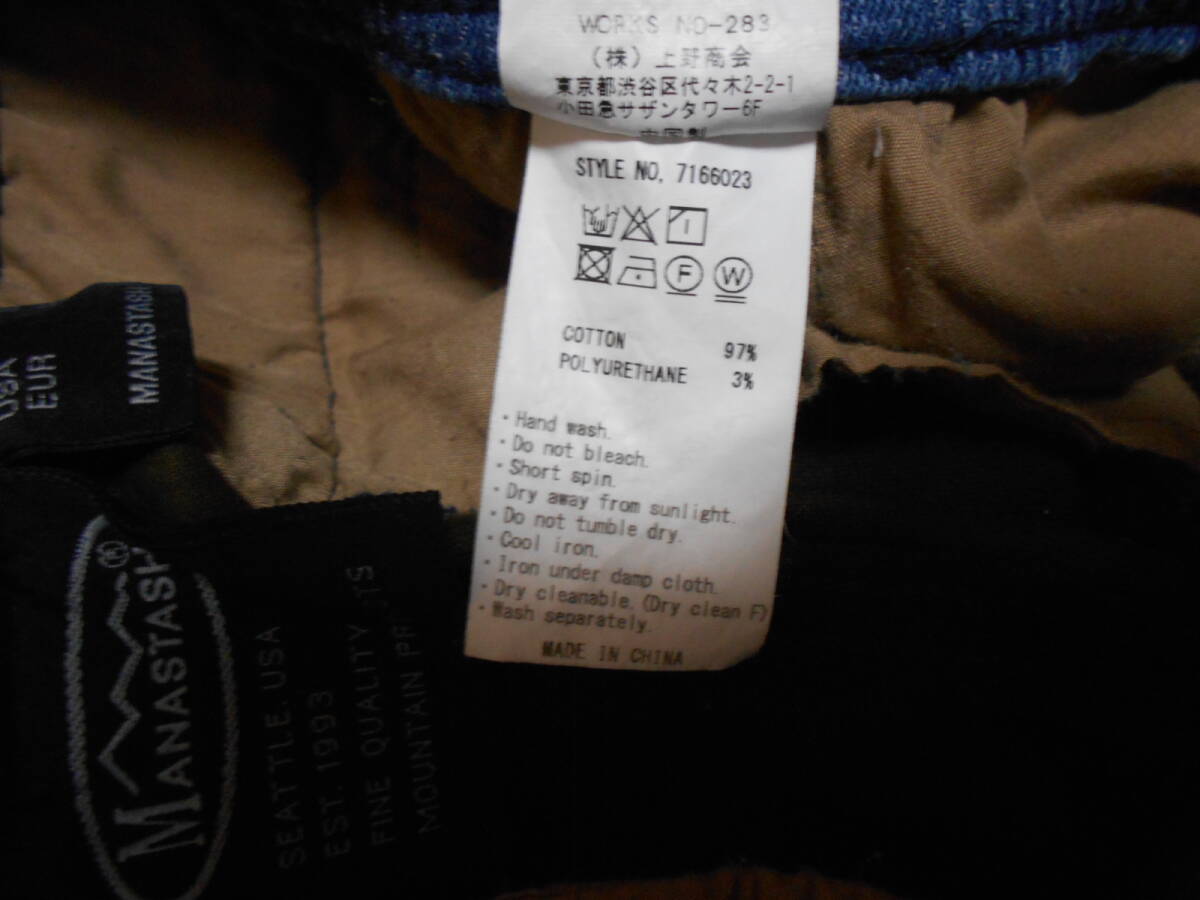 WORKS NO-283
(株)上野商会
東京都渋谷区代々木2-2-1
小田急サザンタワー6F
中国製
STYLE NO. 7166023
F W
COTTON 97%
POLYURETHANE 3%
・Hand wash.
・Do not bleach.
・Short spin.
・Dry away from sunlight.
・Do not tumble dry.
・Cool iron.
・Iron under damp cloth.
・Dry cleanable.(Dry clean F)
・Wash separately.
MADE IN CHINA
USA
EUR
MANASTASH
MANASTASH®
SEATTLE. USA
EST. 1993
FINE QUALITY
MOUNTAIN